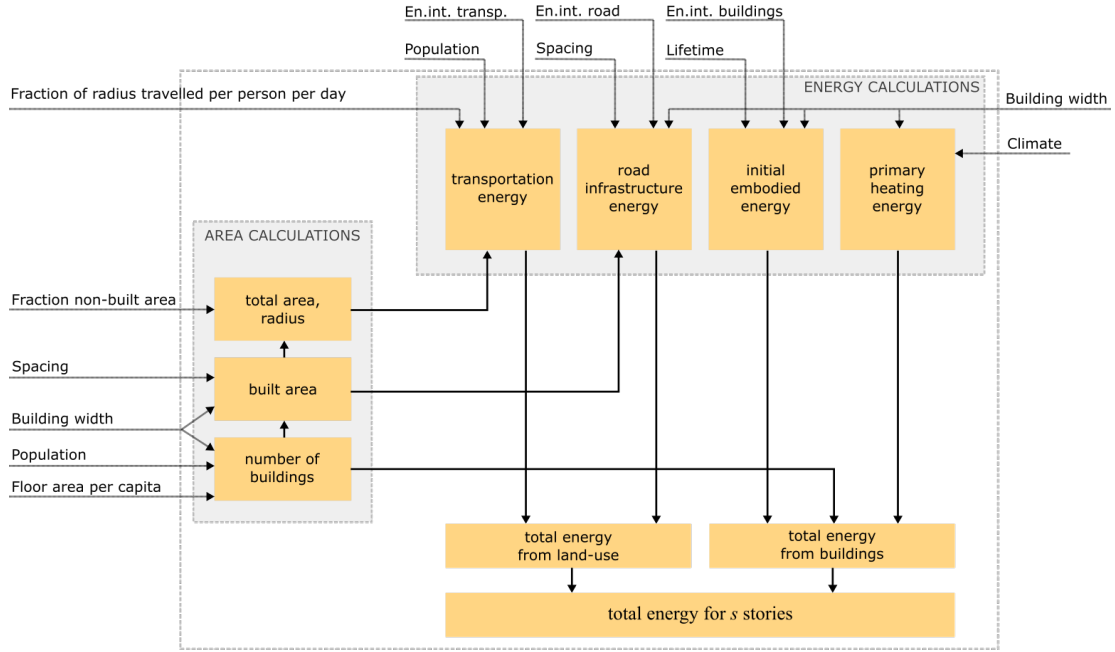 En.int. transp.
En.int. road
En.int. buildings
Population
Spacing
Lifetime
ENERGY CALCULATIONS
Fraction of radius travelled per person per day
Building width
Climate
transportation
energy
road
infrastructure
energy
initial
embodied
energy
primary
heating
energy
AREA CALCULATIONS
Fraction non-built area
total area,
radius
Spacing
built area
Building width
Population
Floor area per capita
number of
buildings
total energy
from land-use
total energy
from buildings
total energy for s stories